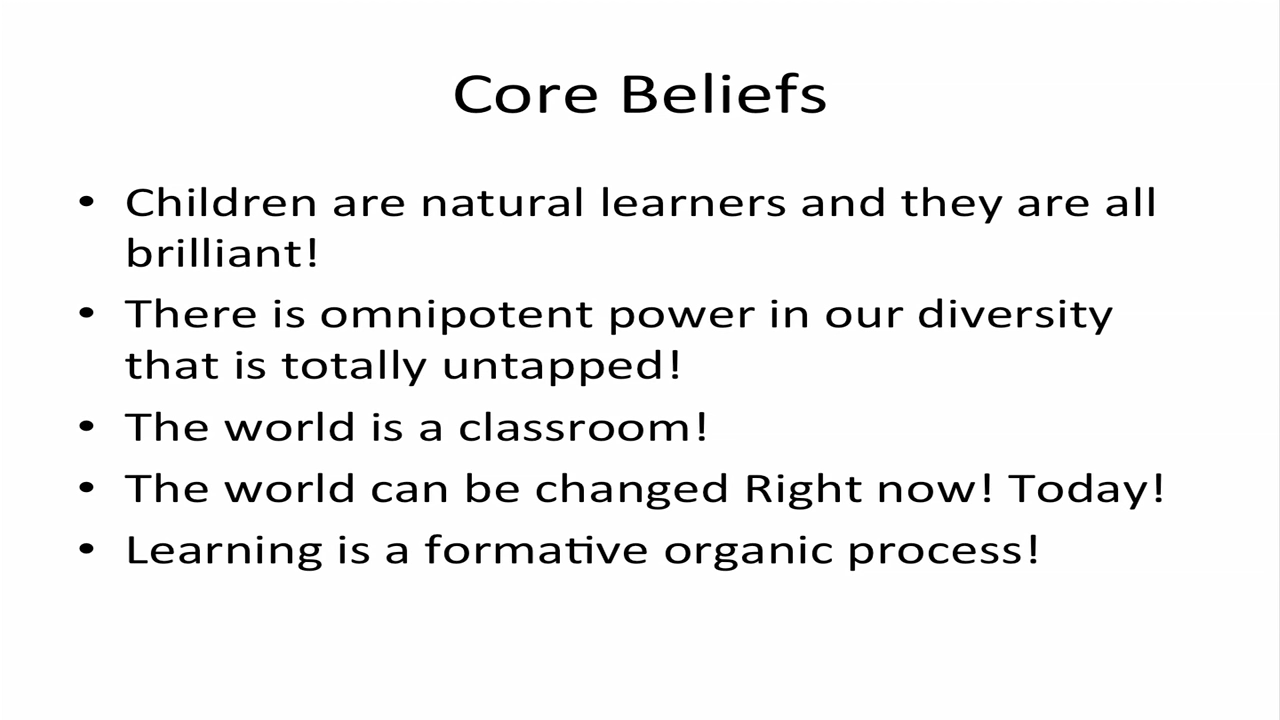 Core Beliefs
• Children are natural learners and they are all
brilliant!
• There is omnipotent power in our diversity
that is totally untapped!
• The world is a classroom!
• The world can be changed Right now! Today!
• Learning is a formative organic process!